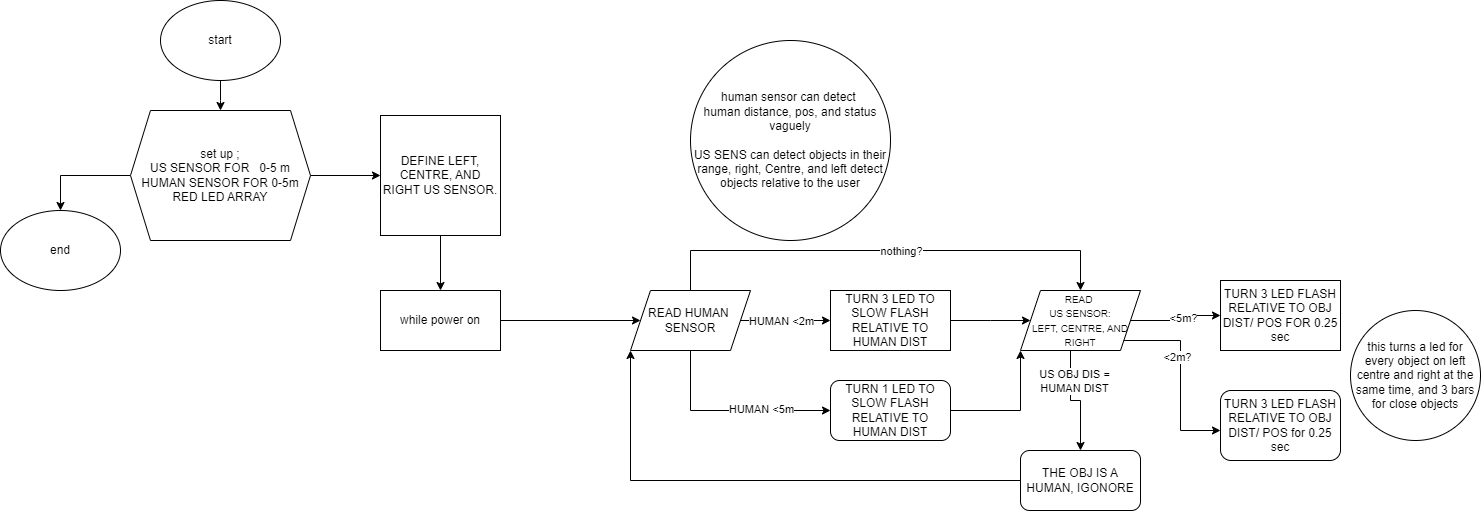 start
set up ;
US SENSOR FOR   0-5 m
HUMAN SENSOR FOR 0-5m
RED LED ARRAY
end
DEFINE LEFT,
CENTRE, AND
RIGHT US SENSOR.
while power on
human sensor can detect
human distance, pos, and status
vaguely
US SENS can detect objects in their
range, right, Centre, and left detect
objects relative to the user
nothing?
READ HUMAN
SENSOR
HUMAN <2m
TURN 3 LED TO
SLOW FLASH
RELATIVE TO
HUMAN DIST
HUMAN <5m
TURN 1 LED TO
SLOW FLASH
RELATIVE TO
HUMAN DIST
READ
US SENSOR:
LEFT, CENTRE, AND
RIGHT
<5m?
TURN 3 LED FLASH
RELATIVE TO OBJ
DIST/ POS FOR 0.25
sec
<2m?
TURN 3 LED FLASH
RELATIVE TO OBJ
DIST/ POS for 0.25
sec
US OBJ DIS =
HUMAN DIST
THE OBJ IS A
HUMAN, IGONORE
this turns a led for
every object on left
centre and right at the
same time, and 3 bars
for close objects